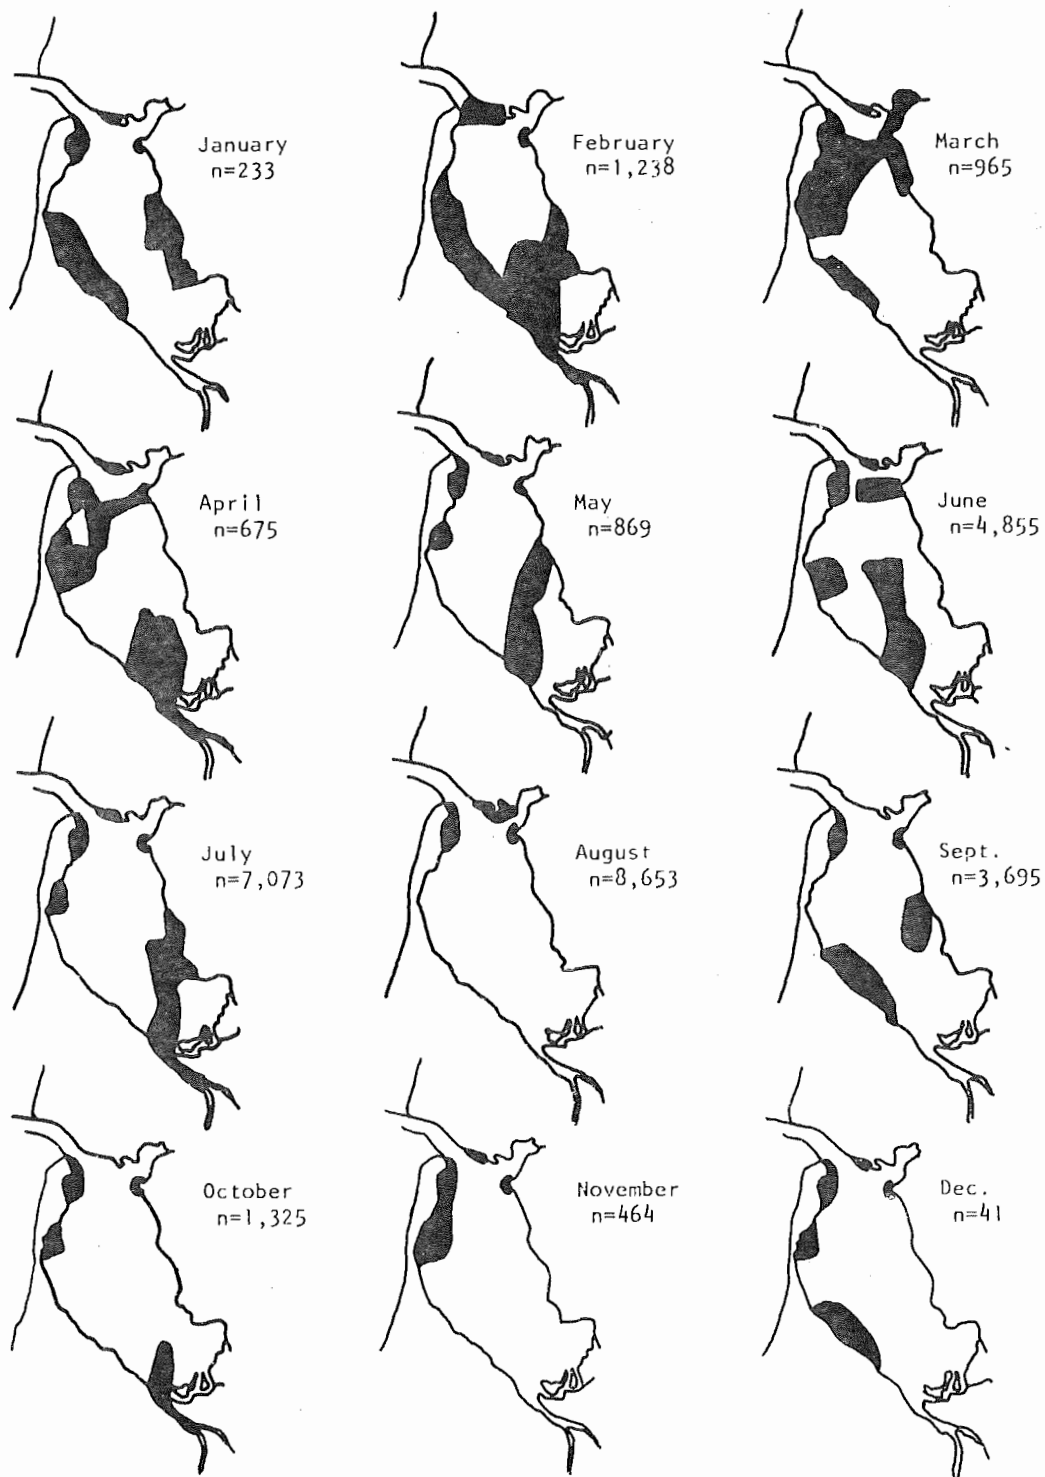 January
n=233
February
n=1,238
March
n=965
April
n=675
May
n=869
June
n=4,855
July
n=7,073
August
n=8,653
Sept.
n=3,695
October
n=1,325
November
n=464
Dec.
n=41